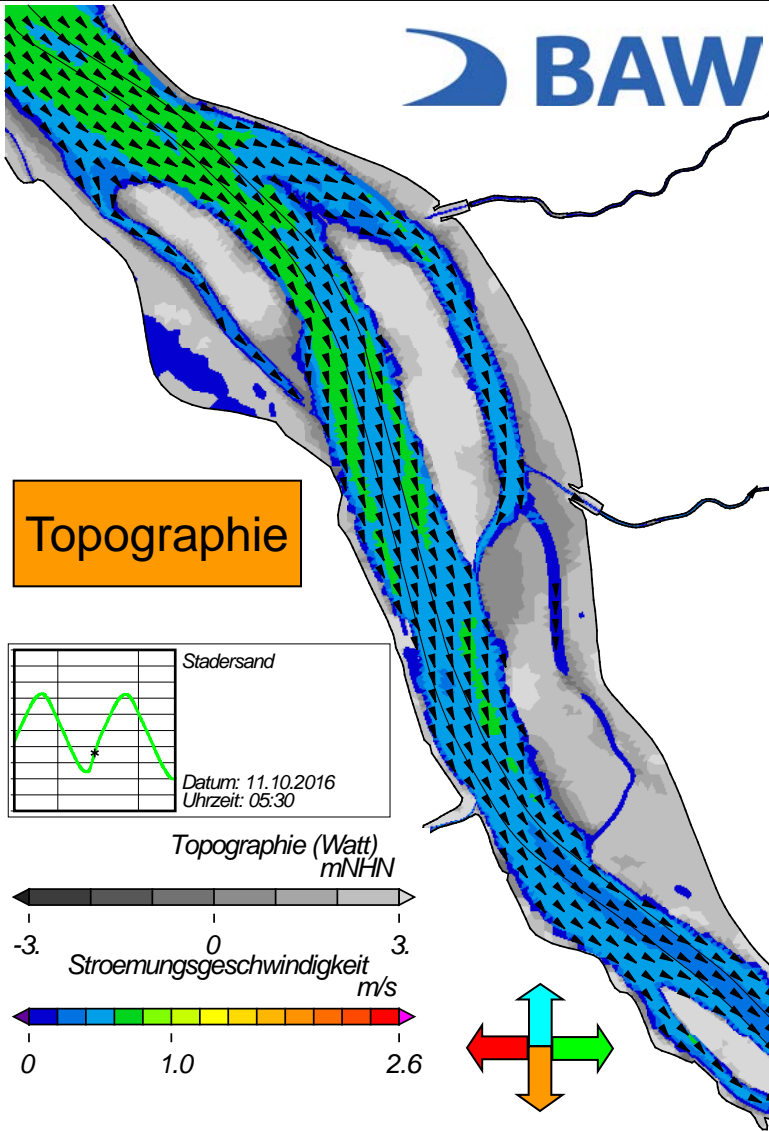 BAW
Topographie
Stadersand
Datum: 11.10.2016
Uhrzeit: 05:30
Topographie (Watt)
mNHN
-3. 0 3.
Stroemungsgeschwindigkeit
m/s
0 1.0 2.6